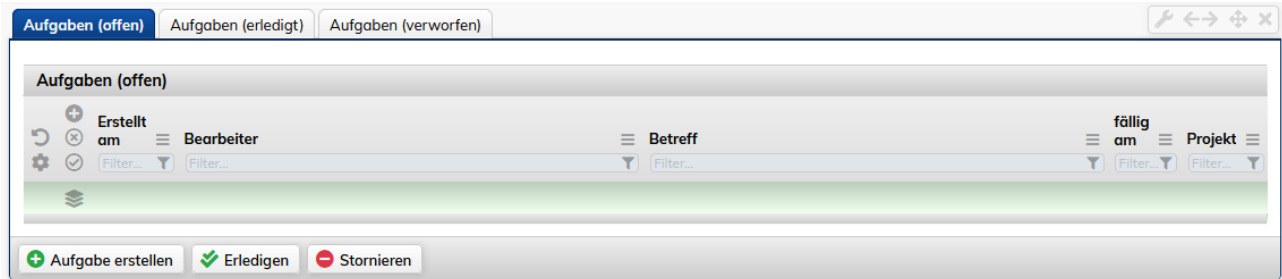 Aufgaben (offen) Aufgaben (erledigt) Aufgaben (verworfen)
Aufgaben (offen)
Erstellt am Bearbeiter Betreff fällig am Projekt
Filter... Filter... Filter... Filter... Filter...
Aufgabe erstellen Erledigen Stornieren